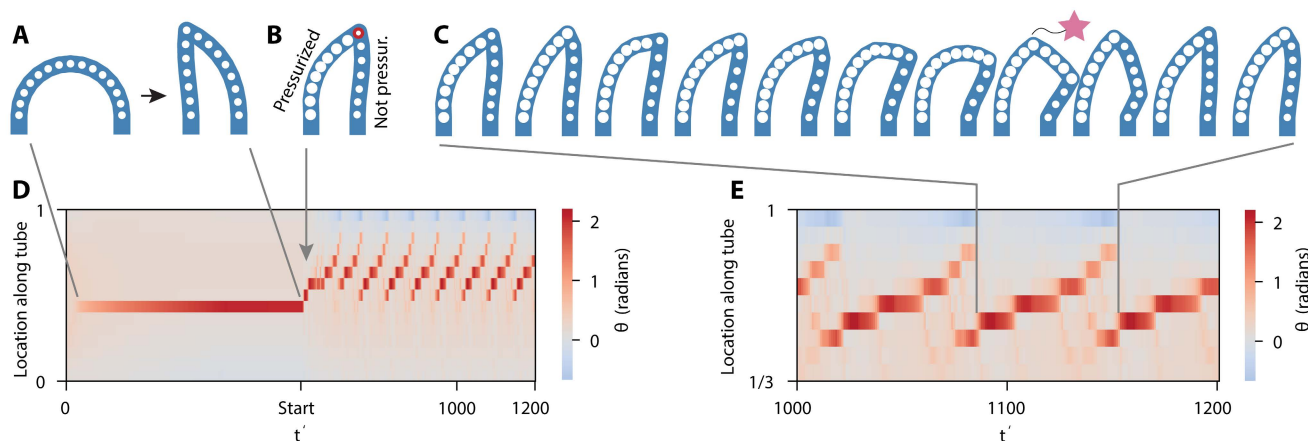 A
B
C
Pressurized
Not pressur.
D
E
1
0
Location along tube
0
Start
1000
1200
t′
2
1
0
θ (radians)
1
1/3
Location along tube
1000
1100
1200
t′
2
1
0
θ (radians)